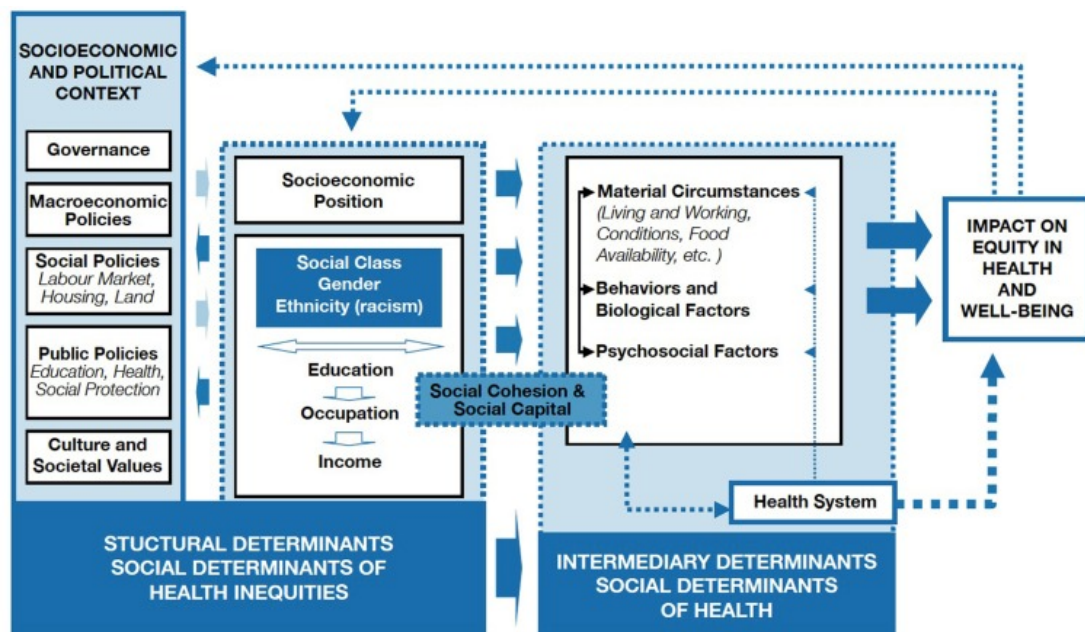 SOCIOECONOMIC
AND POLITICAL
CONTEXT
Governance
Macroeconomic
Policies
Social Policies
Labour Market,
Housing, Land
Public Policies
Education, Health,
Social Protection
Culture and
Societal Values
Socioeconomic
Position
Social Class
Gender
Ethnicity (racism)
Education
Occupation
Income
Social Cohesion &
Social Capital
Material Circumstances
(Living and Working,
Conditions, Food
Availability, etc. )
Behaviors and
Biological Factors
Psychosocial Factors
Health System
IMPACT ON
EQUITY IN
HEALTH
AND
WELL-BEING
STUCTURAL DETERMINANTS
SOCIAL DETERMINANTS OF
HEALTH INEQUITIES
INTERMEDIARY DETERMINANTS
SOCIAL DETERMINANTS
OF HEALTH